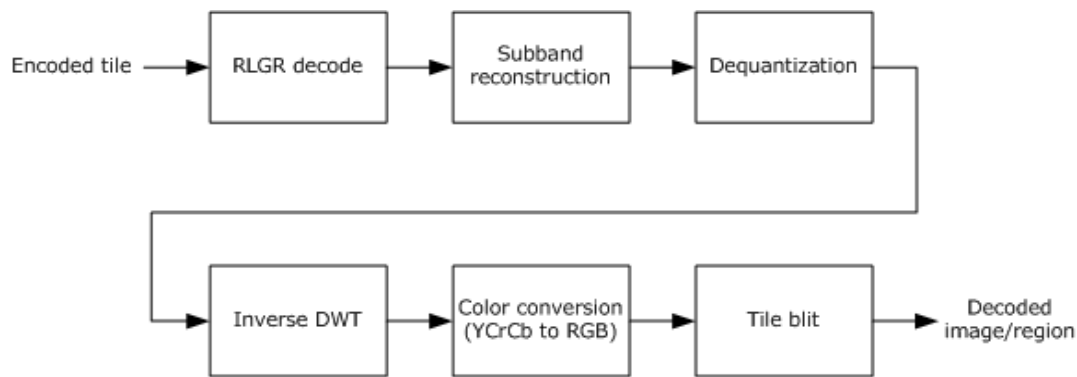 Encoded tile
RLGR decode
Subband
reconstruction
Dequantization
Inverse DWT
Color conversion
(YCrCb to RGB)
Tile blit
Decoded
image/region